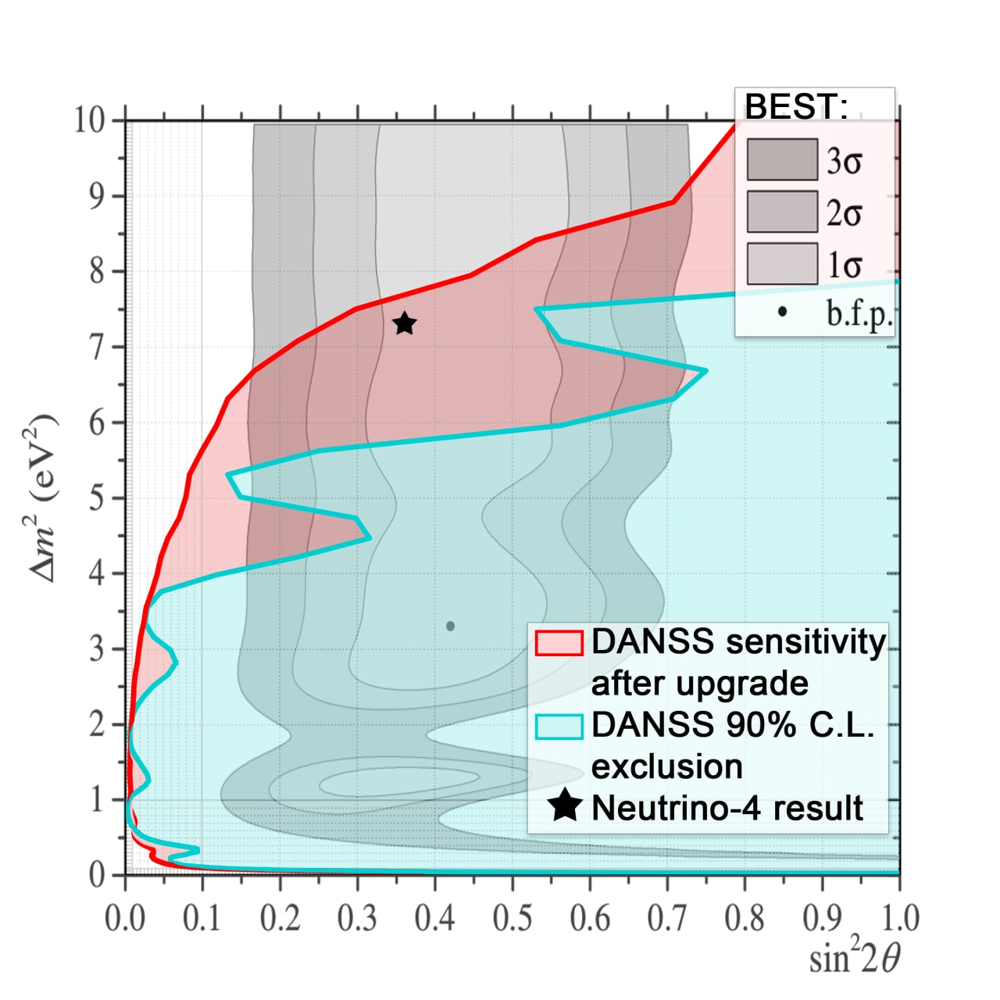 BEST:
3σ
2σ
1σ
b.f.p.
10
9
8
7
6
5
4
3
2
1
0
Δm² (eV²)
DANSS sensitivity
after upgrade
DANSS 90% C.L.
exclusion
Neutrino-4 result
0.0 0.1 0.2 0.3 0.4 0.5 0.6 0.7 0.8 0.9 1.0
sin²2θ